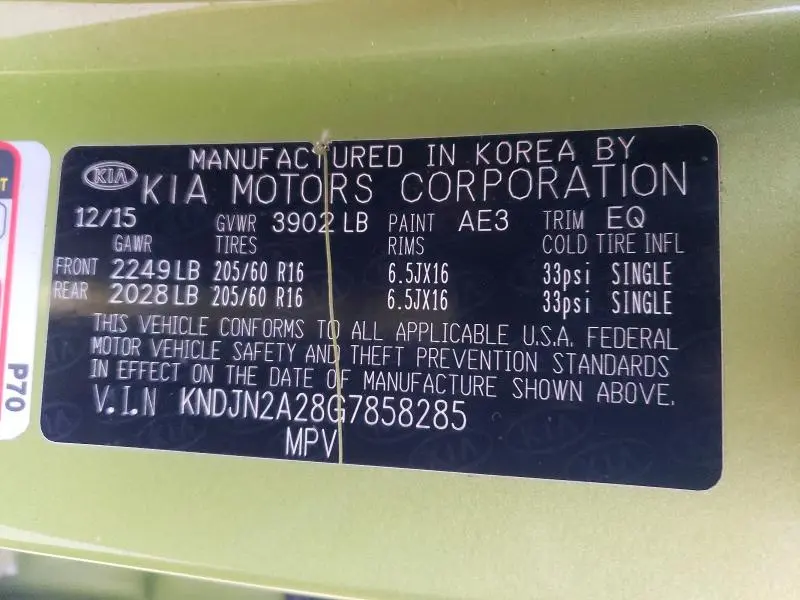 MANUFACTURED IN KOREA BY
KIA KIA MOTORS CORPORATION
12/15 GVWR 3902 LB PAINT AE3 TRIM EQ
GAWR TIRES RIMS COLD TIRE INFL
FRONT 2249 LB 205/60 R16 6.5JX16 33psi SINGLE
REAR 2028 LB 205/60 R16 6.5JX16 33psi SINGLE
THIS VEHICLE CONFORMS TO ALL APPLICABLE U.S.A. FEDERAL
MOTOR VEHICLE SAFETY AND THEFT PREVENTION STANDARDS
IN EFFECT ON THE DATE OF MANUFACTURE SHOWN ABOVE.
V.I.N KNDJN2A28G7858285
MPV
P70